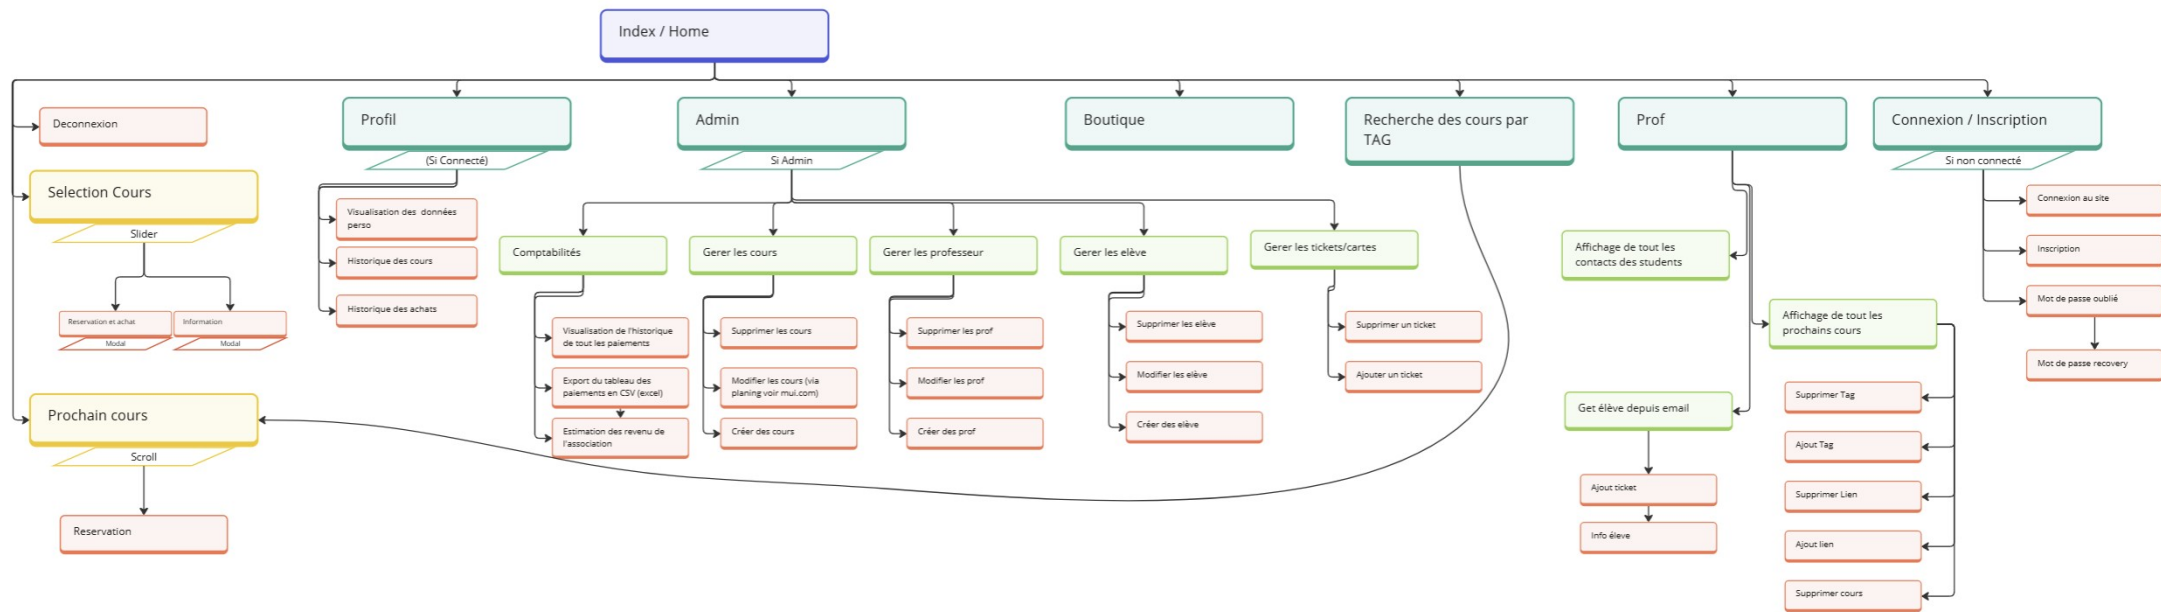 Index / Home
Deconnexion
Selection Cours
Slider
Reservation et achat
Modal
Information
Modal
Prochain cours
Scroll
Reservation
Profil
(Si Connecté)
Visualisation des données
perso
Historique des cours
Historique des achats
Admin
Si Admin
Comptabilités
Visualisation de l'historique
de tout les paiements
Export du tableau des
paiements en CSV (excel)
Estimation des revenu de
l'association
Gerer les cours
Supprimer les cours
Modifier les cours (via
planing voir mui.com)
Créer des cours
Gerer les professeur
Supprimer les prof
Modifier les prof
Créer des prof
Gerer les elève
Supprimer les elève
Modifier les elève
Créer des elève
Gerer les tickets/cartes
Supprimer un ticket
Ajouter un ticket
Boutique
Recherche des cours par
TAG
Prof
Affichage de tout les
contacts des students
Get élève depuis email
Ajout ticket
Info éleve
Affichage de tout les
prochains cours
Supprimer Tag
Ajout Tag
Supprimer Lien
Ajout lien
Supprimer cours
Connexion / Inscription
Si non connecté
Connexion au site
Inscription
Mot de passe oublié
Mot de passe recovery